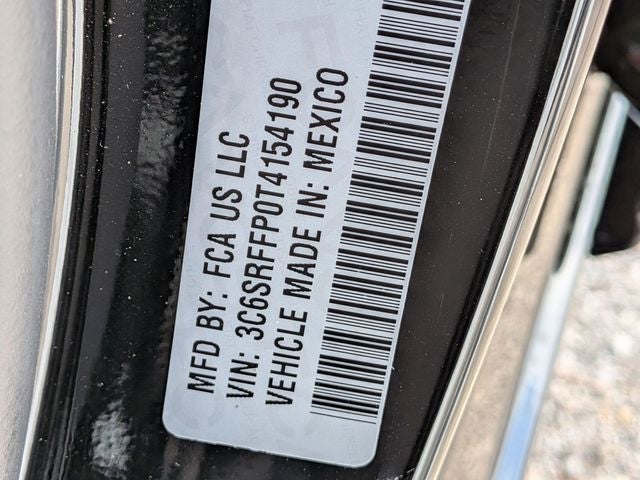 MFD BY: FCA US LLC
VIN: 3C6SRFFP0T4154190
VEHICLE MADE IN: MEXICO